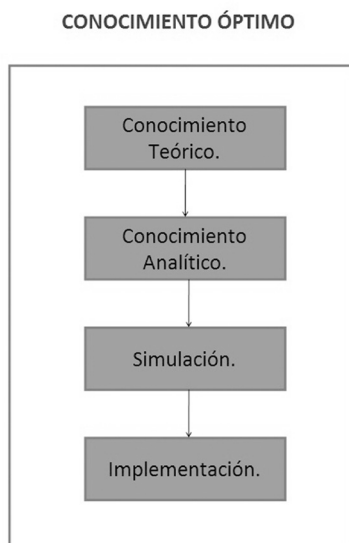 CONOCIMIENTO ÓPTIMO
Conocimiento
Teórico.
Conocimiento
Analítico.
Simulación.
Implementación.